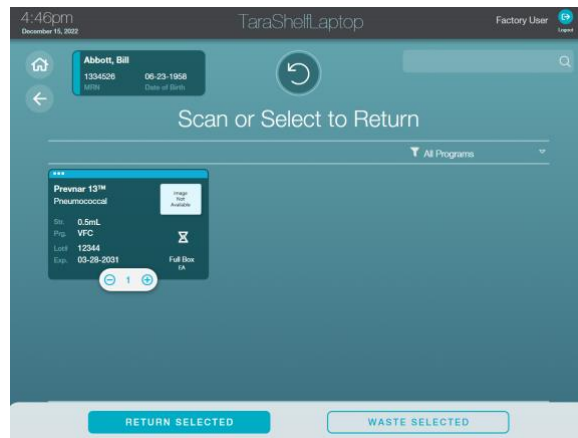 4:46pm
December 15, 2022
TaraShelfLaptop
Factory User
Logout
Abbott, Bill
1334526 06-23-1958
MRN Date of Birth
Scan or Select to Return
All Programs
Prevnar 13™
Pneumococcal
Image
Not
Available
Str. 0.5mL
Prg. VFC
Lot# 12344
Exp. 03-28-2031
Full Box
EA
1
RETURN SELECTED
WASTE SELECTED